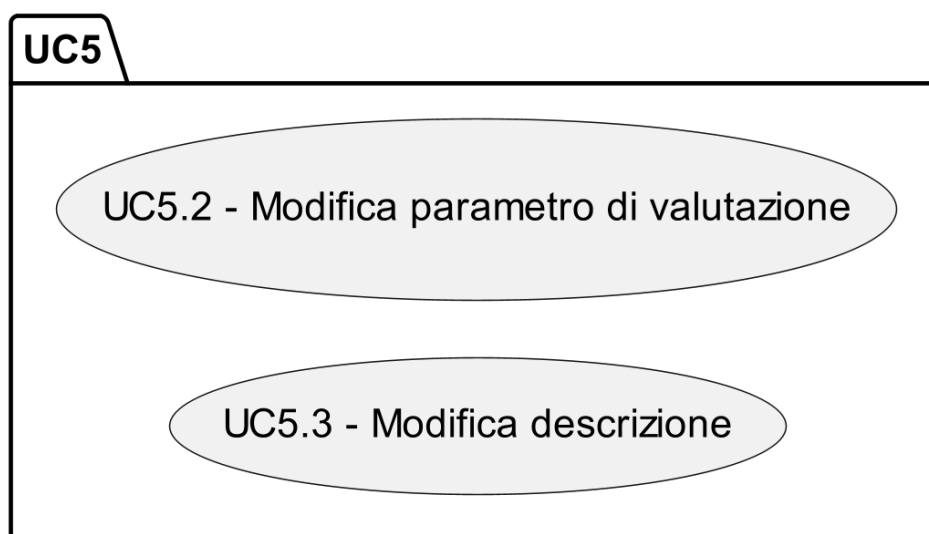 UC5
UC5.2 - Modifica parametro di valutazione
UC5.3 - Modifica descrizione